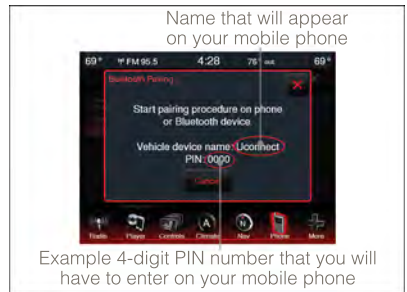 Name that will appear
on your mobile phone
69° FM 95.5 4:28 76° out 69°
Bluetooth Pairing
Start pairing procedure on phone
or Bluetooth device
Vehicle device name: Uconnect
PIN: 0000
Cancel
Radio Player Controls Climate Nav Phone More
Example 4-digit PIN number that you will
have to enter on your mobile phone